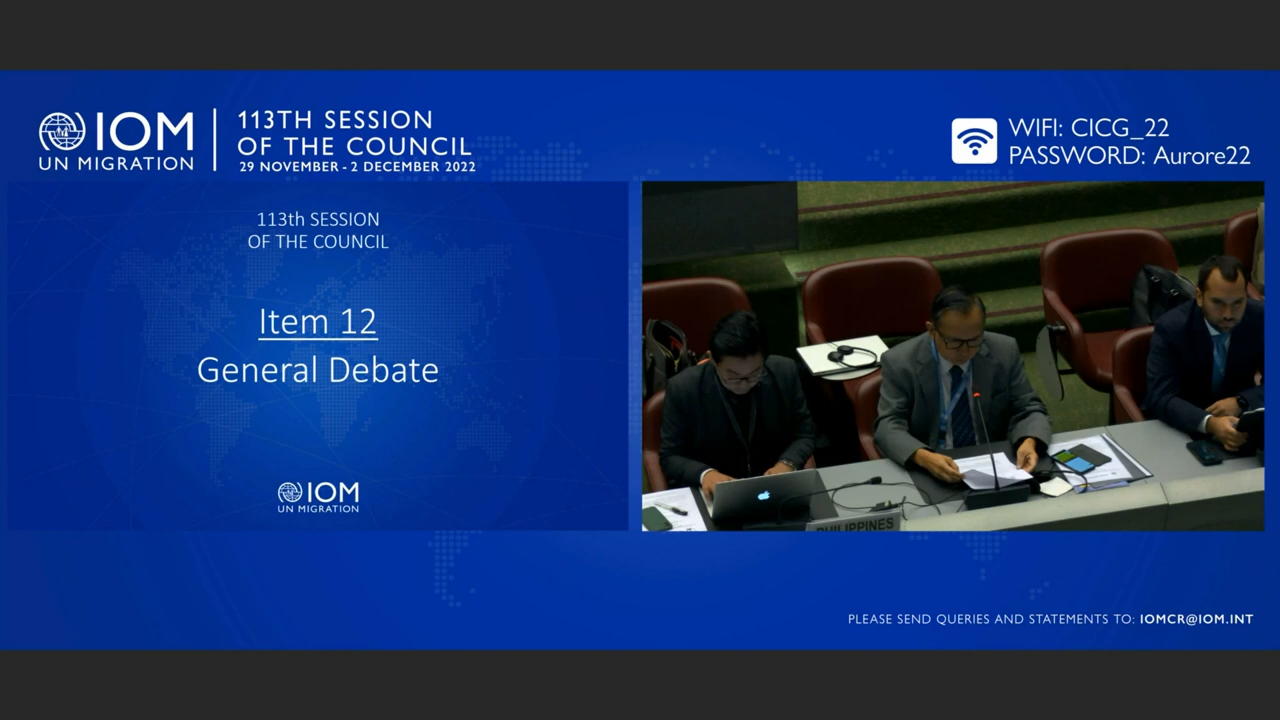 IOM
UN MIGRATION
113TH SESSION
OF THE COUNCIL
29 NOVEMBER - 2 DECEMBER 2022
WIFI: CICG_22
PASSWORD: Aurore22
113th SESSION
OF THE COUNCIL
Item 12
General Debate
IOM
UN MIGRATION
PHILIPPINES
PLEASE SEND QUERIES AND STATEMENTS TO: IOMCR@IOM.INT